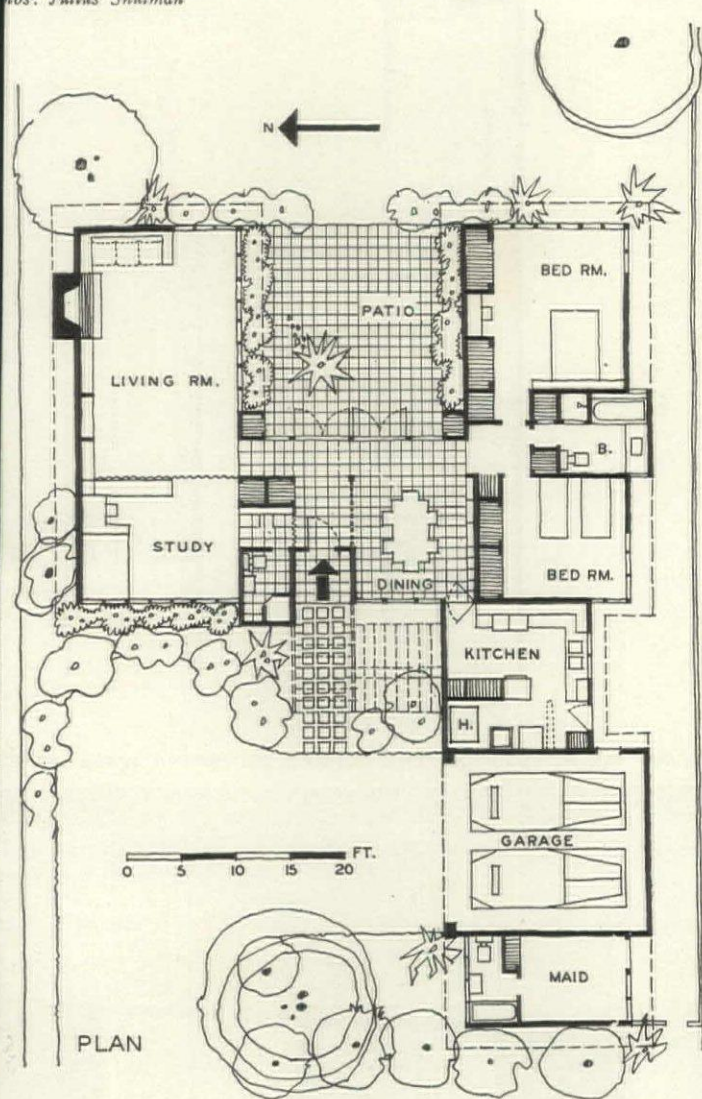 N
BED RM.
PATIO
LIVING RM.
B.
STUDY
BED RM.
DINING
KITCHEN
H.
FT.
GARAGE
0 5 10 15 20
MAID
PLAN